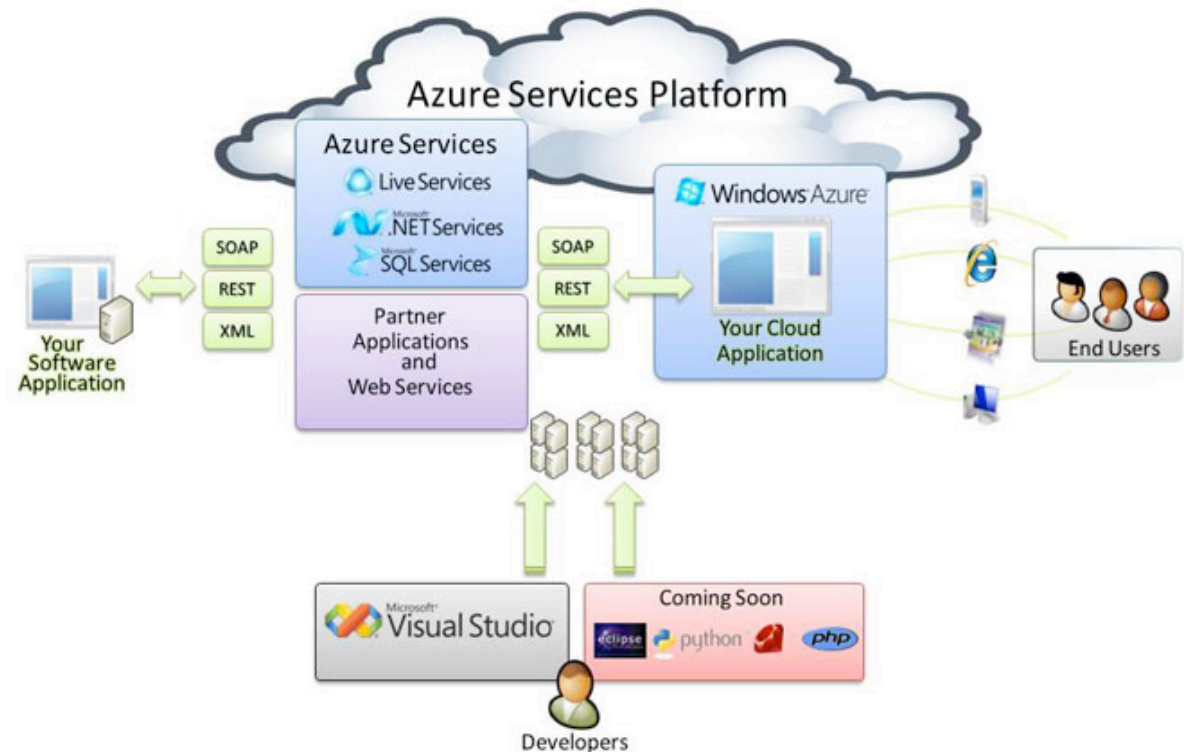 Azure Services Platform
Azure Services
Live Services
Microsoft
.NET Services
Microsoft
SQL Services
Partner
Applications
and
Web Services
Your
Software
Application
SOAP
REST
XML
SOAP
REST
XML
Windows Azure
Your Cloud
Application
End Users
Microsoft
Visual Studio
Coming Soon
eclipse
python
php
Developers